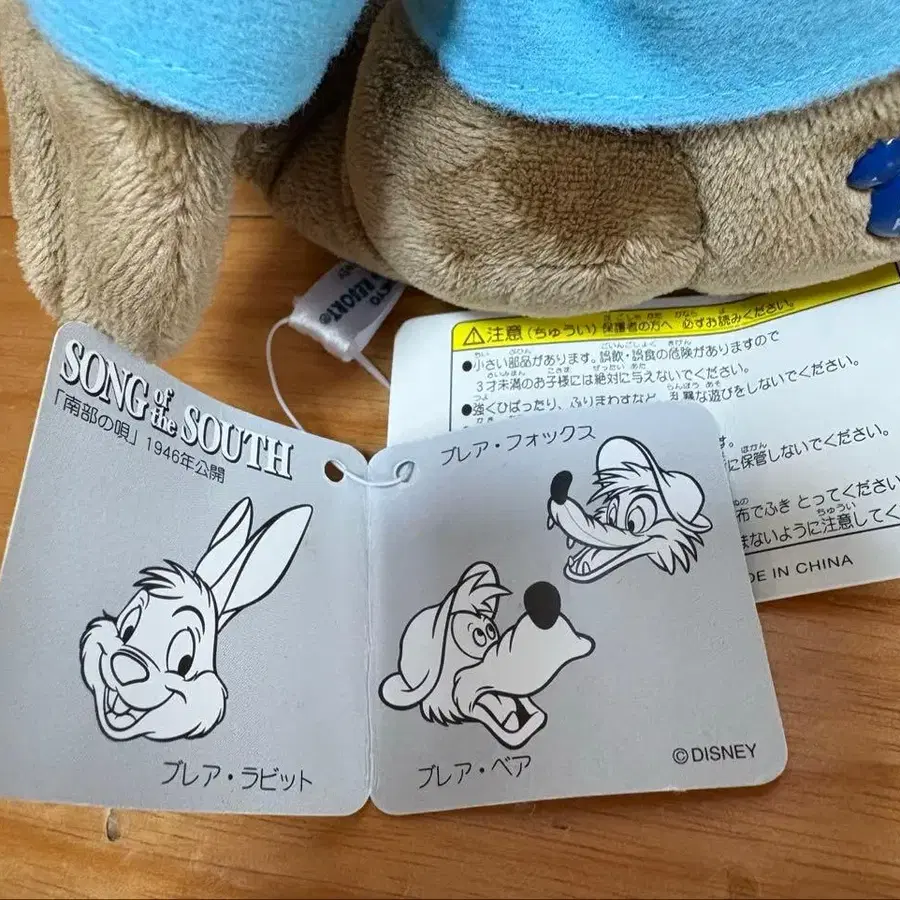 SONG of the SOUTH
「南部の唄」1946年公開
ブレア・ラビット
ブレア・フォックス
ブレア・ベア
©DISNEY
RESORT
注意(ちゅうい)保護者の方へ 必ずお読みください。
●小さい部品があります。誤飲・誤食の危険がありますので
3才未満のお子様には絶対に与えないでください。
●強くひっぱったり、ふりまわすなど、乱暴な遊びをしないでください。
に保管しないでください。
布でふきとってください
まないように注意してく
DE IN CHINA